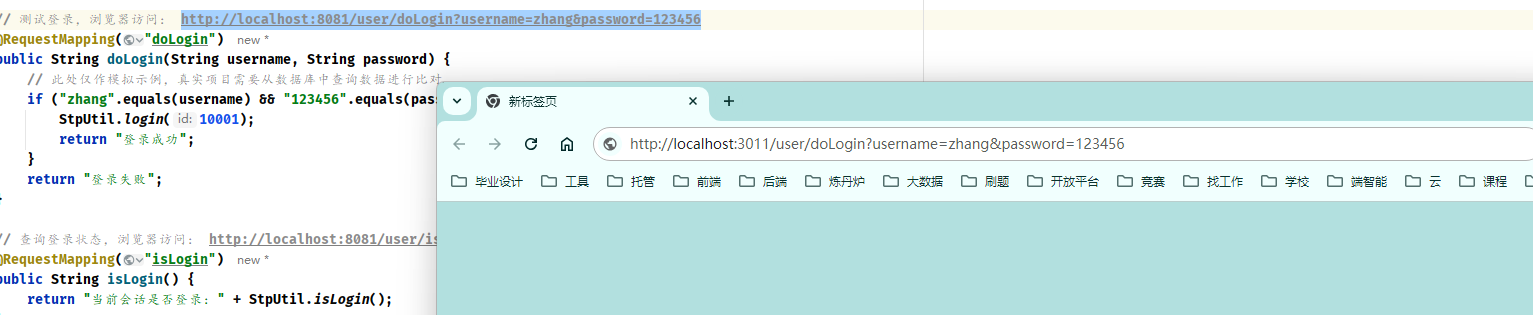 // 测试登录，浏览器访问： http://localhost:8081/user/doLogin?username=zhang&password=123456
@RequestMapping("doLogin") new *
public String doLogin(String username, String password) {
// 此处仅作模拟示例，真实项目需要从数据库中查询数据进行比对
if ("zhang".equals(username) && "123456".equals(pas
StpUtil.login( id: 10001);
return "登录成功";
}
return "登录失败";
// 查询登录状态，浏览器访问： http://localhost:8081/user/is
@RequestMapping("isLogin") new *
public String isLogin() {
return "当前会话是否登录：" + StpUtil.isLogin();
新标签页
http://localhost:3011/user/doLogin?username=zhang&password=123456
毕业设计 工具 托管 前端 后端 炼丹炉 大数据 刷题 开放平台 竞赛 找工作 学校 端智能 云 课程